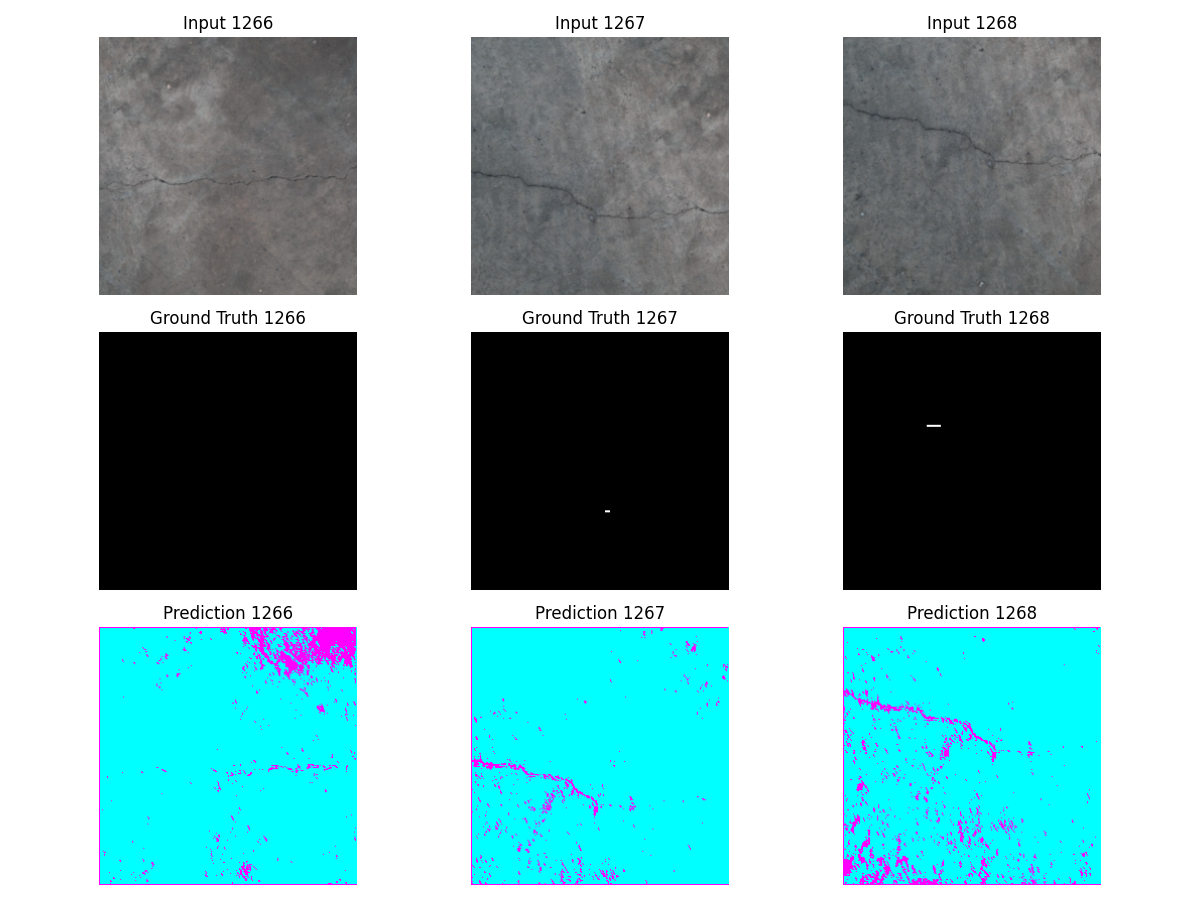 Input 1266
Input 1267
Input 1268
Ground Truth 1266
Ground Truth 1267
Ground Truth 1268
Prediction 1266
Prediction 1267
Prediction 1268